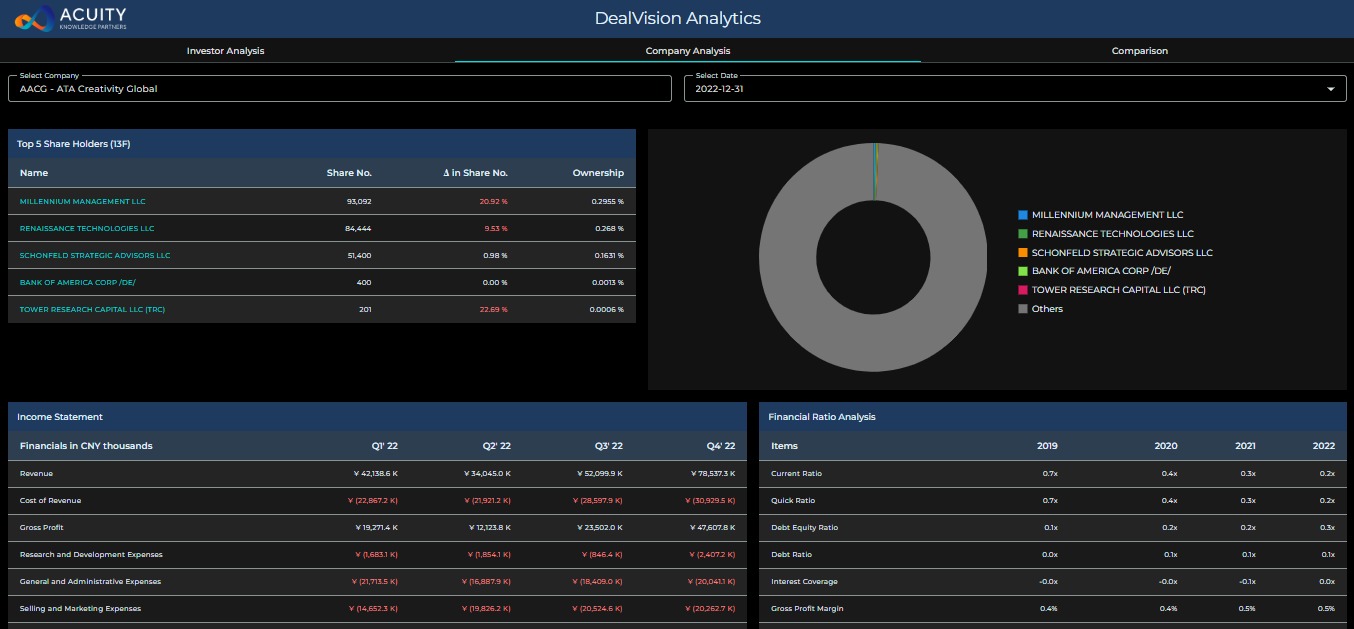 ACUITY
KNOWLEDGE PARTNERS
DealVision Analytics
Investor Analysis Company Analysis Comparison
Select Company
AACG - ATA Creativity Global
Select Date
2022-12-31
Top 5 Share Holders (13F)
Name Share No. Δ in Share No. Ownership
MILLENNIUM MANAGEMENT LLC 93,092 20.92 % 0.2955 %
RENAISSANCE TECHNOLOGIES LLC 84,444 9.53 % 0.268 %
SCHONFELD STRATEGIC ADVISORS LLC 51,400 0.98 % 0.1631 %
BANK OF AMERICA CORP /DE/ 400 0.00 % 0.0013 %
TOWER RESEARCH CAPITAL LLC (TRC) 201 22.69 % 0.0006 %
MILLENNIUM MANAGEMENT LLC
RENAISSANCE TECHNOLOGIES LLC
SCHONFELD STRATEGIC ADVISORS LLC
BANK OF AMERICA CORP /DE/
TOWER RESEARCH CAPITAL LLC (TRC)
Others
Income Statement
Financials in CNY thousands Q1' 22 Q2' 22 Q3' 22 Q4' 22
Revenue ¥ 42,138.6 K ¥ 34,045.0 K ¥ 52,099.9 K ¥ 78,537.3 K
Cost of Revenue ¥ (22,867.2 K) ¥ (21,921.2 K) ¥ (28,597.9 K) ¥ (30,929.5 K)
Gross Profit ¥ 19,271.4 K ¥ 12,123.8 K ¥ 23,502.0 K ¥ 47,607.8 K
Research and Development Expenses ¥ (1,683.1 K) ¥ (1,854.1 K) ¥ (846.4 K) ¥ (2,407.2 K)
General and Administrative Expenses ¥ (21,713.5 K) ¥ (16,887.9 K) ¥ (18,409.0 K) ¥ (20,041.1 K)
Selling and Marketing Expenses ¥ (14,652.3 K) ¥ (19,826.2 K) ¥ (20,524.6 K) ¥ (20,262.7 K)
Financial Ratio Analysis
Items 2019 2020 2021 2022
Current Ratio 0.7x 0.4x 0.3x 0.2x
Quick Ratio 0.7x 0.4x 0.3x 0.2x
Debt Equity Ratio 0.1x 0.2x 0.2x 0.3x
Debt Ratio 0.0x 0.1x 0.1x 0.1x
Interest Coverage -0.0x -0.0x -0.1x 0.0x
Gross Profit Margin 0.4% 0.4% 0.5% 0.5%